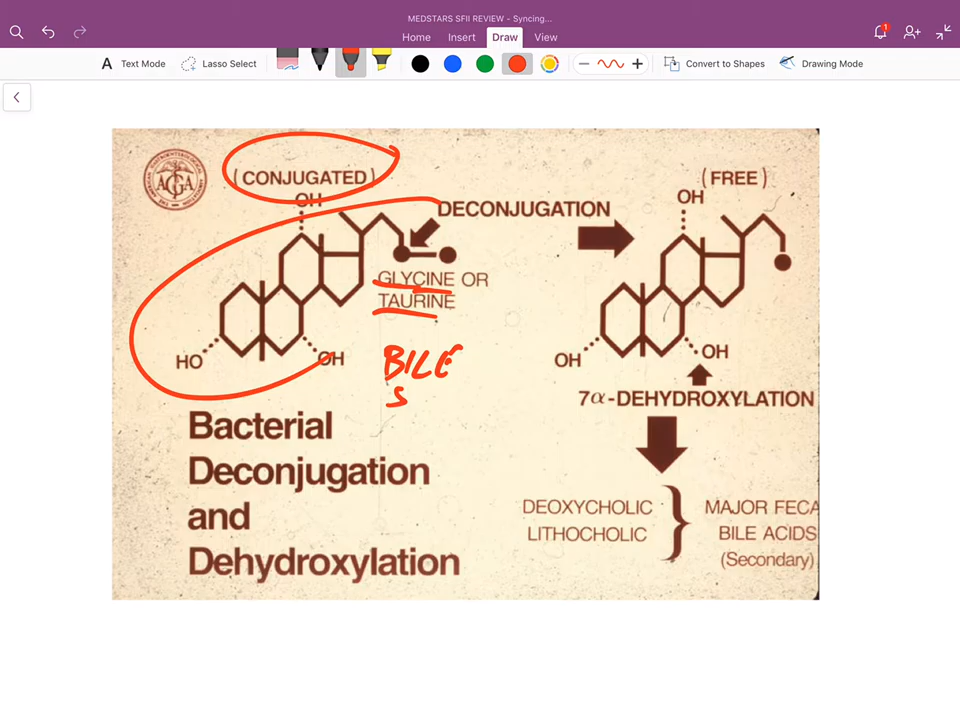 MEDSTARS SFII REVIEW - Syncing...
Home Insert Draw View
1
A Text Mode Lasso Select Convert to Shapes Drawing Mode
AGA
(CONJUGATED)
(FREE)
OH
OH
DECONJUGATION
GLYCINE OR
TAURINE
HO
OH
BILE
S
OH
OH
7α-DEHYDROXYLATION
Bacterial
Deconjugation
and
Dehydroxylation
DEOXYCHOLIC
LITHOCHOLIC
MAJOR FECA
BILE ACIDS
(Secondary)